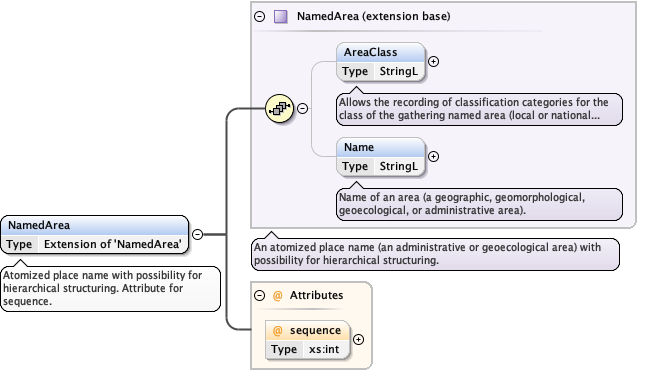 NamedArea (extension base)
AreaClass
Type StringL
Allows the recording of classification categories for the
class of the gathering named area (local or national...
Name
Type StringL
Name of an area (a geographic, geomorphological,
geoecological, or administrative area).
NamedArea
Type Extension of 'NamedArea'
Atomized place name with possibility for
hierarchical structuring. Attribute for
sequence.
An atomized place name (an administrative or geoecological area) with
possibility for hierarchical structuring.
@ Attributes
@ sequence
Type xs:int